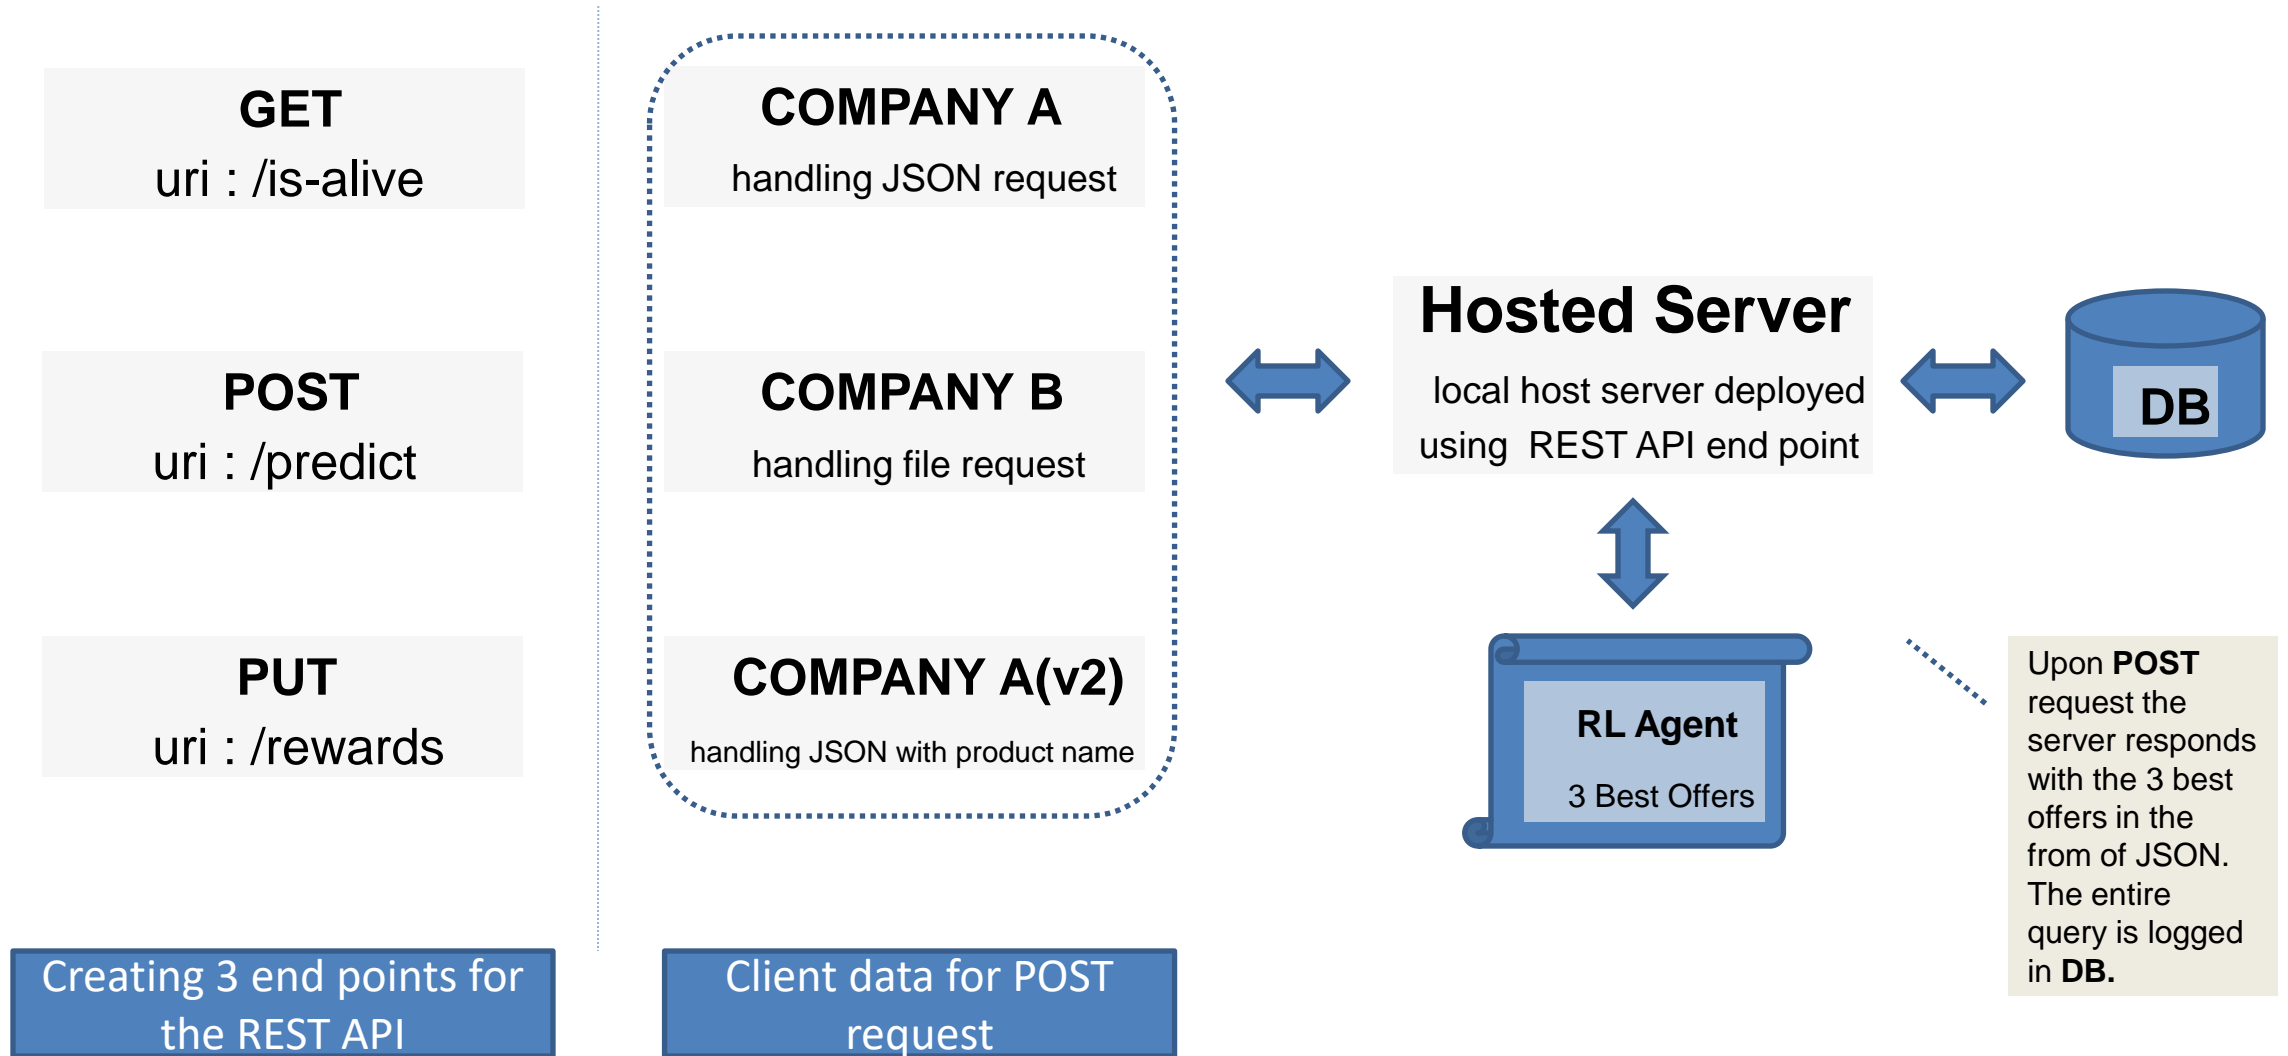 GET
uri : /is-alive
POST
uri : /predict
PUT
uri : /rewards
Creating 3 end points for
the REST API
COMPANY A
handling JSON request
COMPANY B
handling file request
COMPANY A(v2)
handling JSON with product name
Client data for POST
request
Hosted Server
local host server deployed
using REST API end point
DB
RL Agent
3 Best Offers
Upon POST
request the
server responds
with the 3 best
offers in the
from of JSON.
The entire
query is logged
in DB.